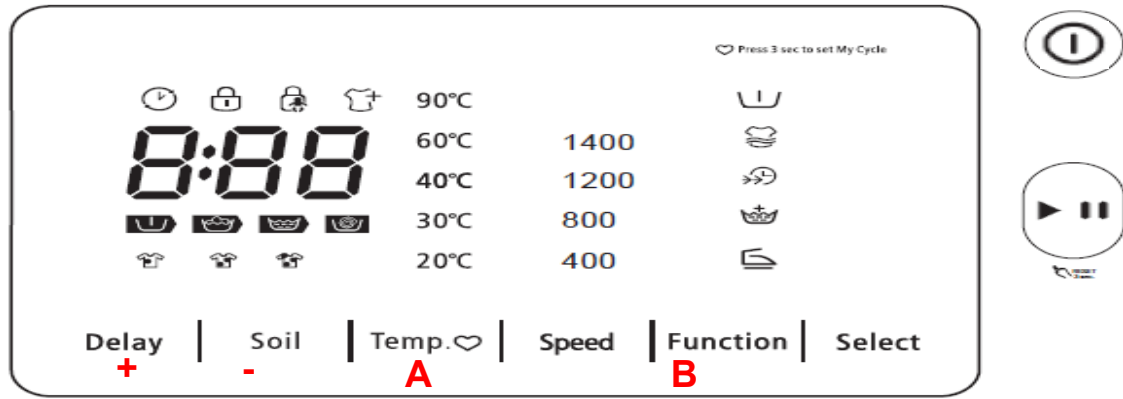 Press 3 sec to set My Cycle
90°C
8:88
60°C 1400
40°C 1200
30°C 800
20°C 400
Delay Soil Temp. Speed Function Select
+ - A B